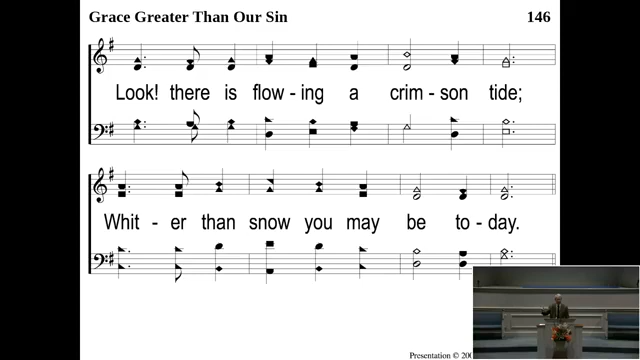 Grace Greater Than Our Sin 146
Look! there is flow - ing a crim - son tide;
Whit - er than snow you may be to - day.
Presentation © 200